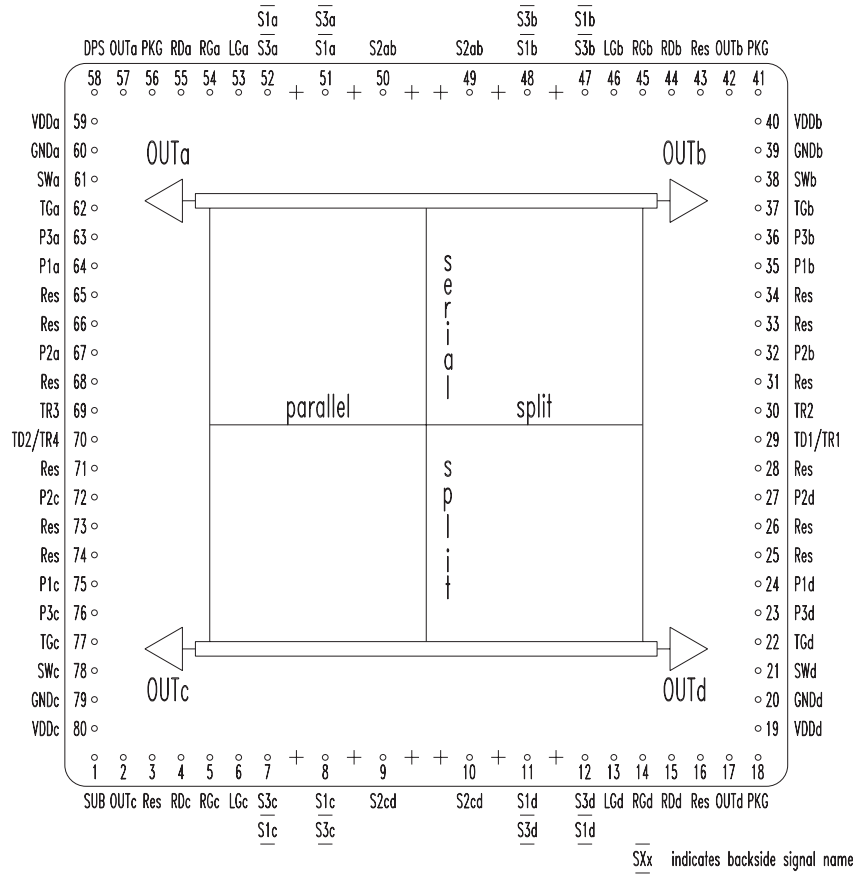 S1a S3a S3b S1b
DPS OUTa PKG RDa RGa LGa S3a S1a S2ab S2ab S1b S3b LGb RGb RDb Res OUTb PKG
58 57 56 55 54 53 52 51 50 49 48 47 46 45 44 43 42 41
VDDa 59 40 VDDb
GNDa 60 39 GNDb
OUTa OUTb
SWa 61 38 SWb
TGa 62 37 TGb
P3a 63 36 P3b
P1a 64 35 P1b
Res 65 34 Res
Res 66 33 Res
P2a 67 32 P2b
Res 68 31 Res
serial
TR3 69 parallel split 30 TR2
TD2/TR4 70 29 TD1/TR1
Res 71 28 Res
P2c 72 27 P2d
Res 73 26 Res
Res 74 25 Res
P1c 75 24 P1d
split
P3c 76 23 P3d
TGc 77 22 TGd
SWc 78 21 SWd
OUTc OUTd
GNDc 79 20 GNDd
VDDc 80 19 VDDd
1 2 3 4 5 6 7 8 9 10 11 12 13 14 15 16 17 18
SUB OUTc Res RDc RGc LGc S3c S1c S2cd S2cd S1d S3d LGd RGd RDd Res OUTd PKG
S1c S3c S3d S1d
SXx indicates backside signal name